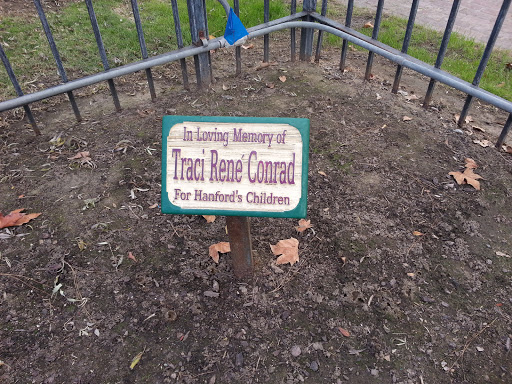 In Loving Memory of
Traci René Conrad
For Hanford's Children